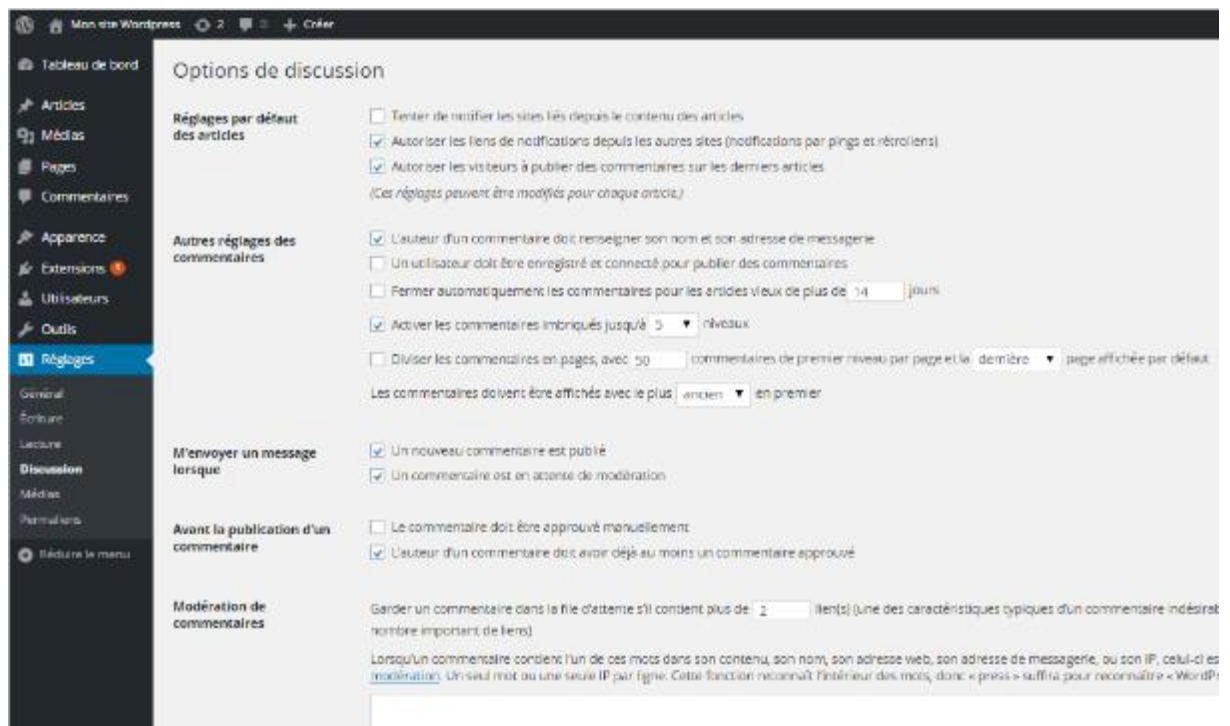 Mon site Wordpress 2 Créer
Tableau de bord
Articles
Médias
Pages
Commentaires
Apparence
Extensions 1
Utilisateurs
Outils
Réglages
Général
Écriture
Lecture
Discussion
Médias
Permaliens
Réduire le menu
Options de discussion
Réglages par défaut
des articles
Tenter de notifier les sites liés depuis le contenu des articles
Autoriser les liens de notifications depuis les autres sites (notifications par pings et rétroliens)
Autoriser les visiteurs à publier des commentaires sur les derniers articles
(Ces réglages peuvent être modifiés pour chaque article.)
Autres réglages des
commentaires
L'auteur d'un commentaire doit renseigner son nom et son adresse de messagerie
Un utilisateur doit être enregistré et connecté pour publier des commentaires
Fermer automatiquement les commentaires pour les articles vieux de plus de 14 jours
Activer les commentaires imbriqués jusqu'à 5 niveaux
Diviser les commentaires en pages, avec 50 commentaires de premier niveau par page et la dernière page affichée par défaut
Les commentaires doivent être affichés avec le plus ancien en premier
M'envoyer un message
lorsque
Un nouveau commentaire est publié
Un commentaire est en attente de modération
Avant la publication d'un
commentaire
Le commentaire doit être approuvé manuellement
L'auteur d'un commentaire doit avoir déjà au moins un commentaire approuvé
Modération de
commentaires
Garder un commentaire dans la file d'attente s'il contient plus de 2 lien(s) (une des caractéristiques typiques d'un commentaire indésirab
nombre important de liens)
Lorsqu'un commentaire contient l'un de ces mots dans son contenu, son nom, son adresse web, son adresse de messagerie, ou son IP, celui-ci es
modération. Un seul mot ou une seule IP par ligne. Cette fonction reconnaît l'intérieur des mots, donc « press » suffira pour reconnaître « WordPr